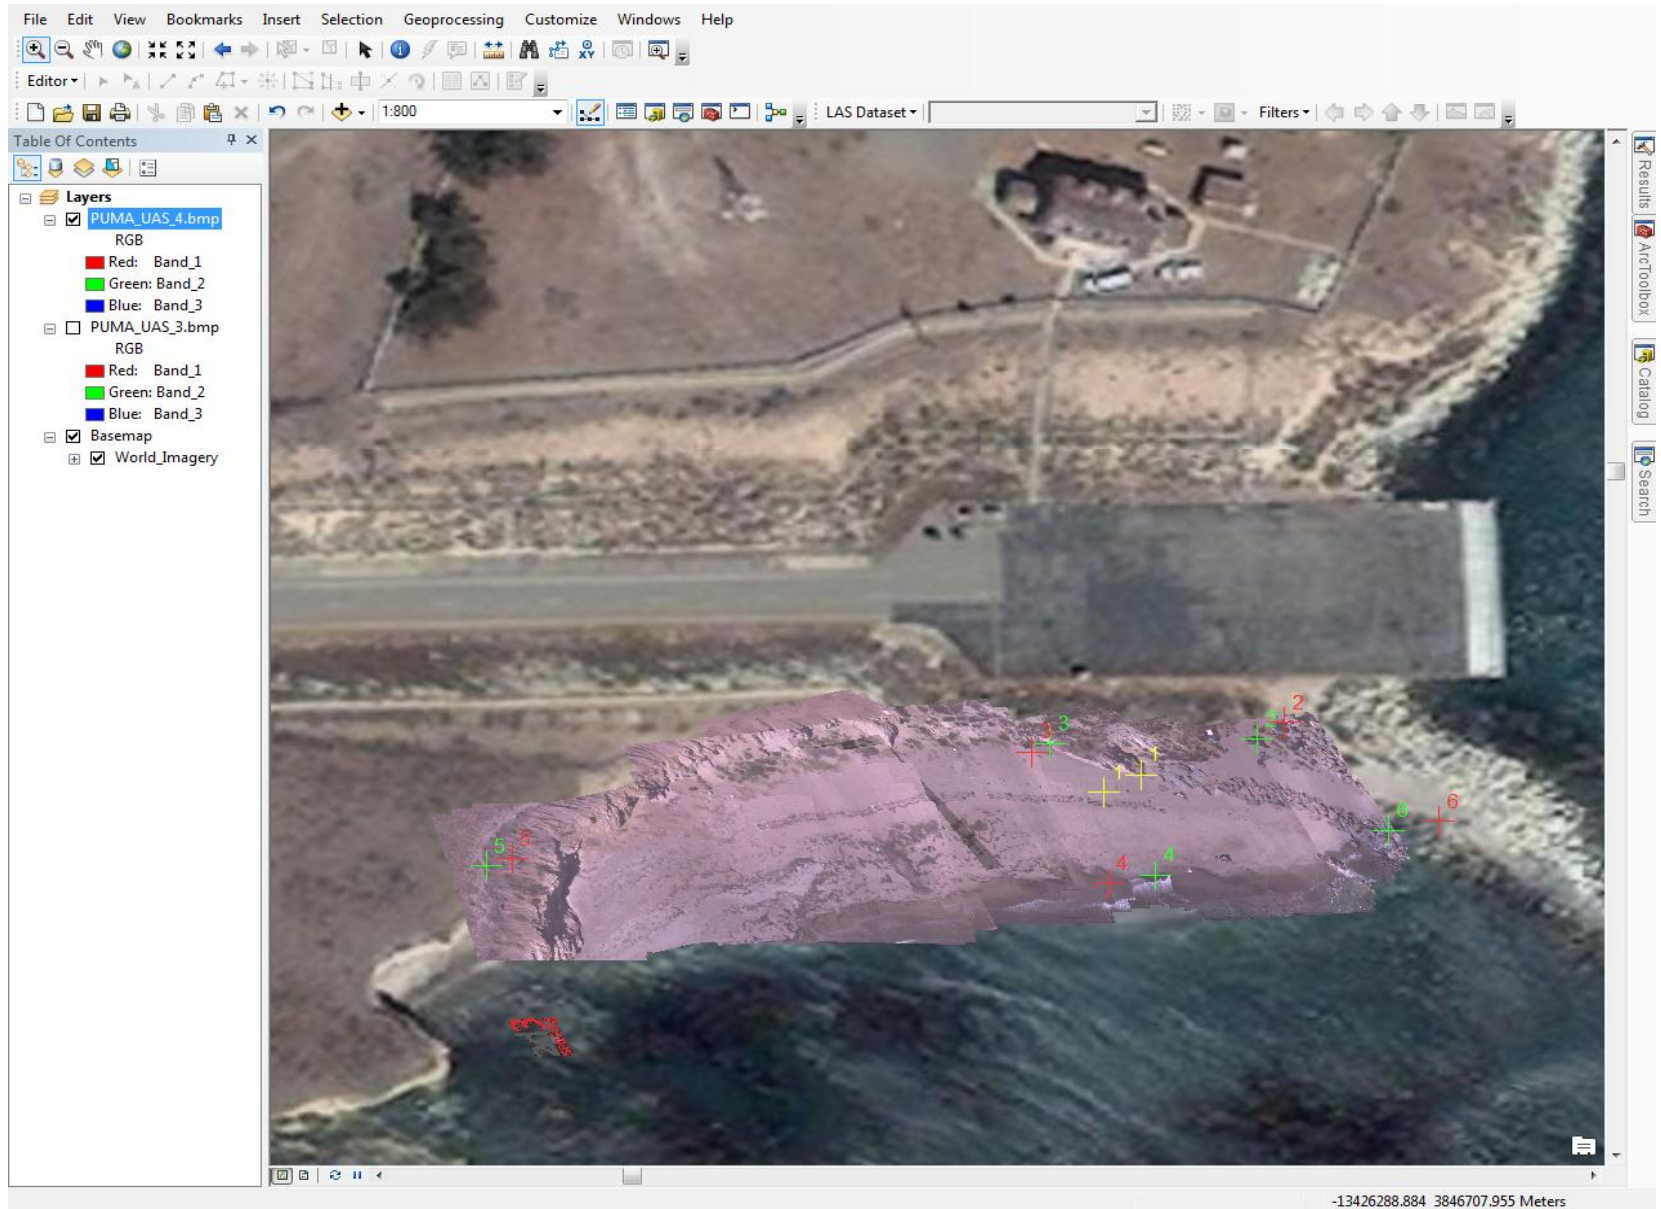 File Edit View Bookmarks Insert Selection Geoprocessing Customize Windows Help
XY
Editor
1:800
LAS Dataset
Filters
Table Of Contents
Layers
PUMA_UAS_4.bmp
RGB
Red: Band_1
Green: Band_2
Blue: Band_3
PUMA_UAS_3.bmp
RGB
Red: Band_1
Green: Band_2
Blue: Band_3
Basemap
World_Imagery
Results
ArcToolbox
Catalog
Search
2
2
3
3
1
1
6
6
5
5
4
4
-13426288.884 3846707.955 Meters